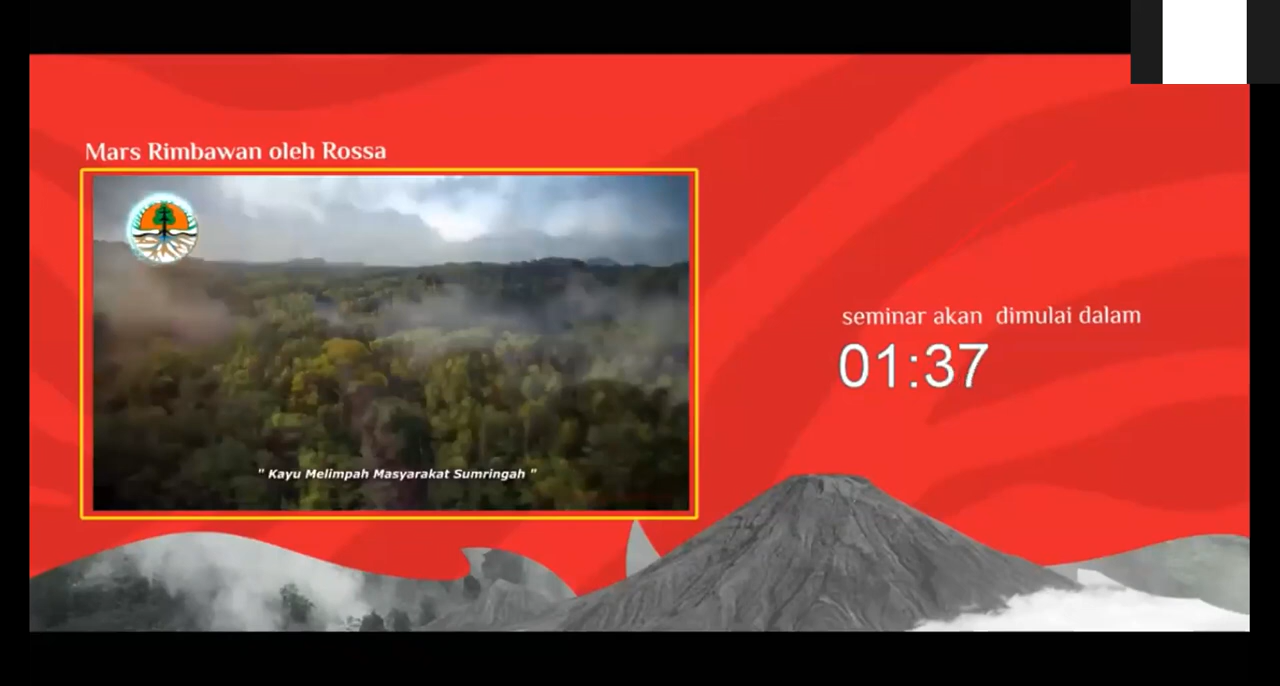 Mars Rimbawan oleh Rossa
" Kayu Melimpah Masyarakat Sumringah "
seminar akan dimulai dalam
01:37